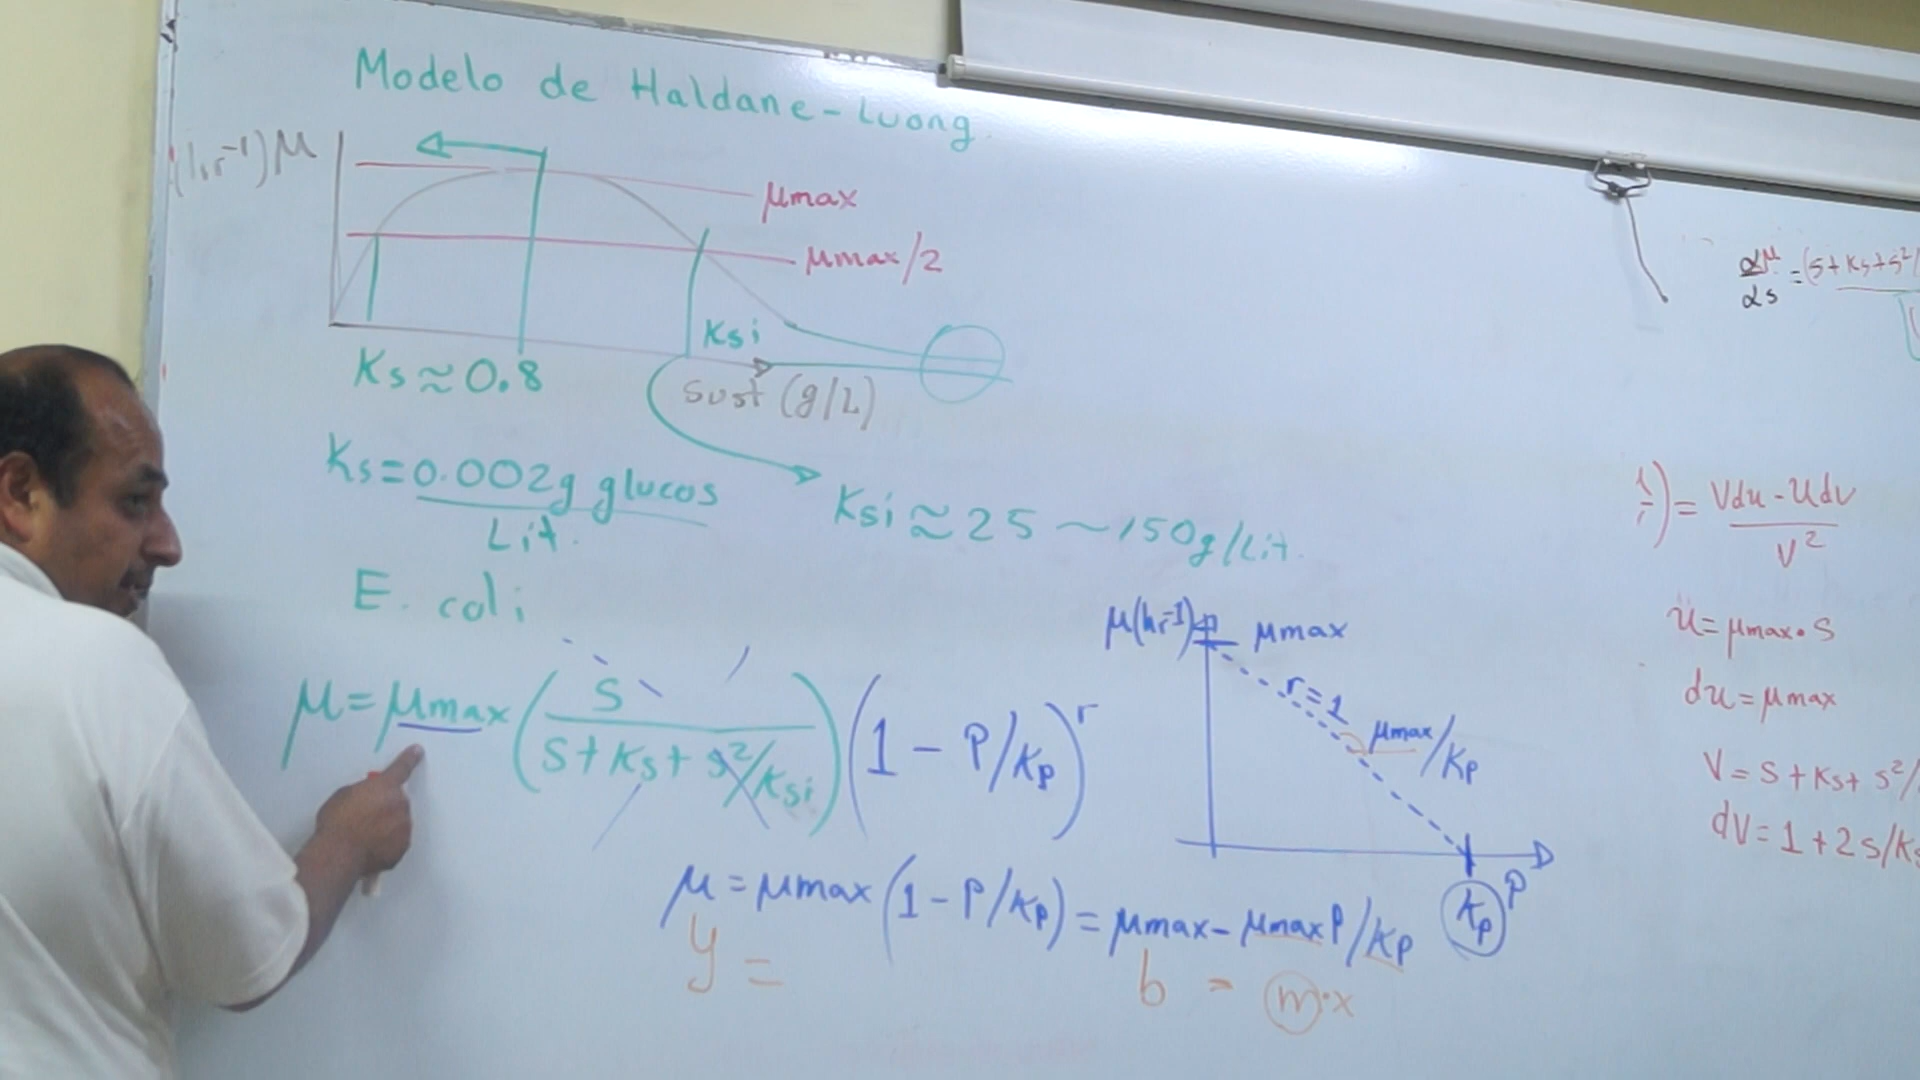 Modelo de Haldane-Luong
(hr⁻¹) μ
μmax
μmax/2
Ksi
Ks≈0.8
Sust (g/L)
Ks=0.002g glucos
Lit.
Ksi≈25~150g/Lit.
E. coli
μ=μmax(S/(S+Ks+s²/Ksi))(1-P/Kp)^r
μ(hr⁻¹)
μmax
r=1
μmax/Kp
P
Kp
μ=μmax(1-P/Kp)=μmax-μmaxP/Kp
y= b - m·x
dμ/ds=(S+Ks+s²/
)=Vdu-Udv
V²
u=μmax·S
du=μmax
V=S+Ks+s²/
dV=1+2s/Ks